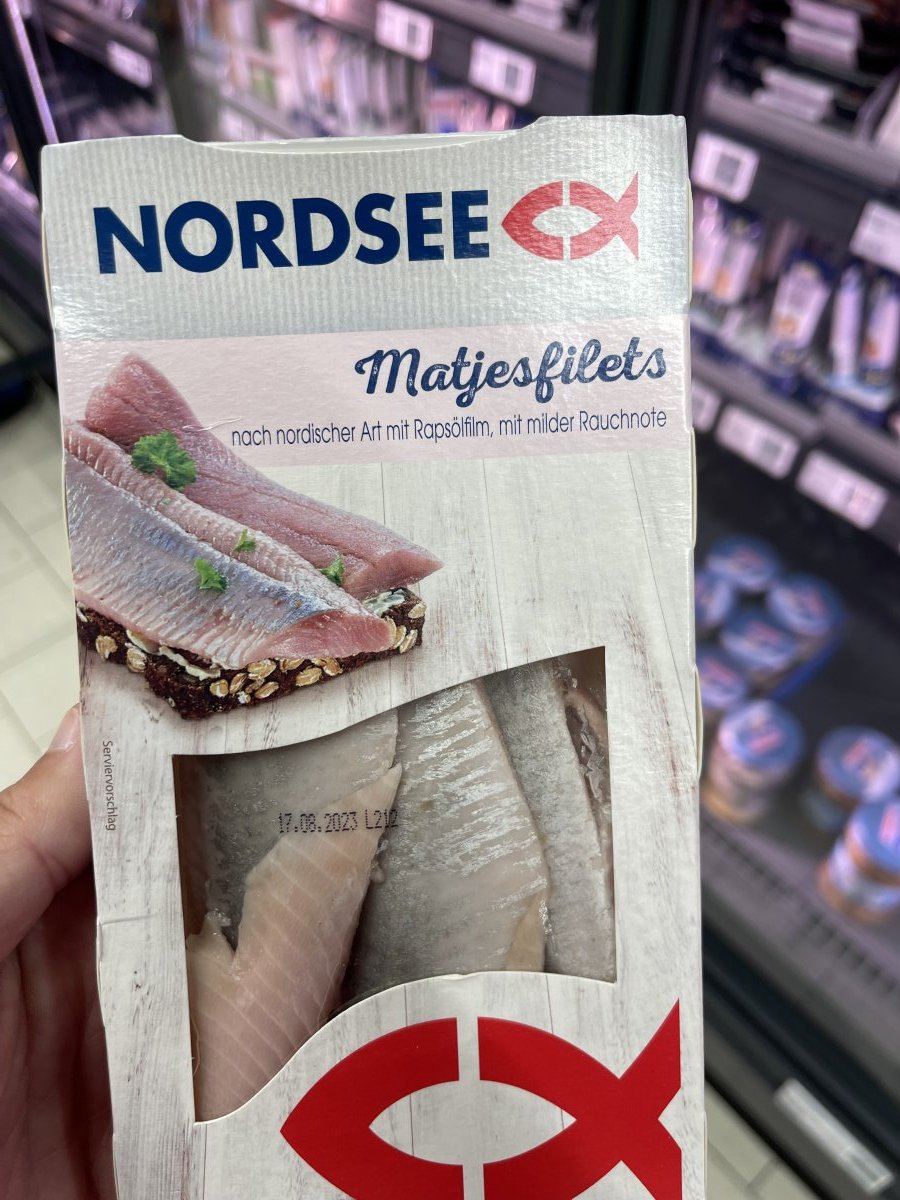 NORDSEE
Matjesfilets
nach nordischer Art mit Rapsölfilm, mit milder Rauchnote
Serviervorschlag
17.08.2023 L212